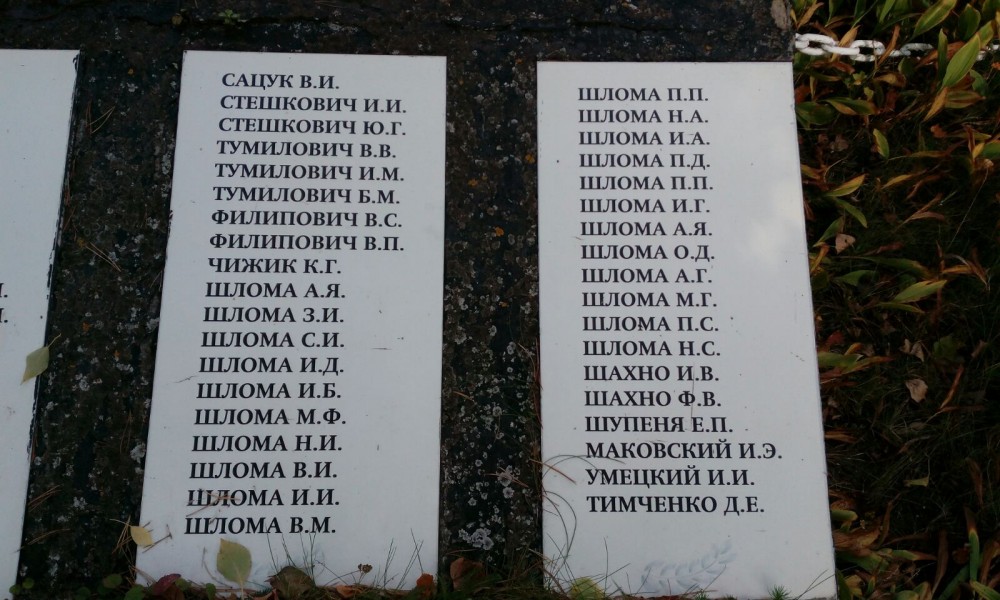 САЦУК В.И.
СТЕШКОВИЧ И.И.
СТЕШКОВИЧ Ю.Г.
ТУМИЛОВИЧ В.В.
ТУМИЛОВИЧ И.М.
ТУМИЛОВИЧ Б.М.
ФИЛИПОВИЧ В.С.
ФИЛИПОВИЧ В.П.
ЧИЖИК К.Г.
ШЛОМА А.Я.
ШЛОМА З.И.
ШЛОМА С.И.
ШЛОМА И.Д.
ШЛОМА И.Б.
ШЛОМА М.Ф.
ШЛОМА Н.И.
ШЛОМА В.И.
ШЛОМА И.И.
ШЛОМА В.М.
ШЛОМА П.П.
ШЛОМА Н.А.
ШЛОМА И.А.
ШЛОМА П.Д.
ШЛОМА П.П.
ШЛОМА И.Г.
ШЛОМА А.Я.
ШЛОМА О.Д.
ШЛОМА А.Г.
ШЛОМА М.Г.
ШЛОМА П.С.
ШЛОМА Н.С.
ШАХНО И.В.
ШАХНО Ф.В.
ШУПЕНЯ Е.П.
МАКОВСКИЙ И.Э.
УМЕЦКИЙ И.И.
ТИМЧЕНКО Д.Е.